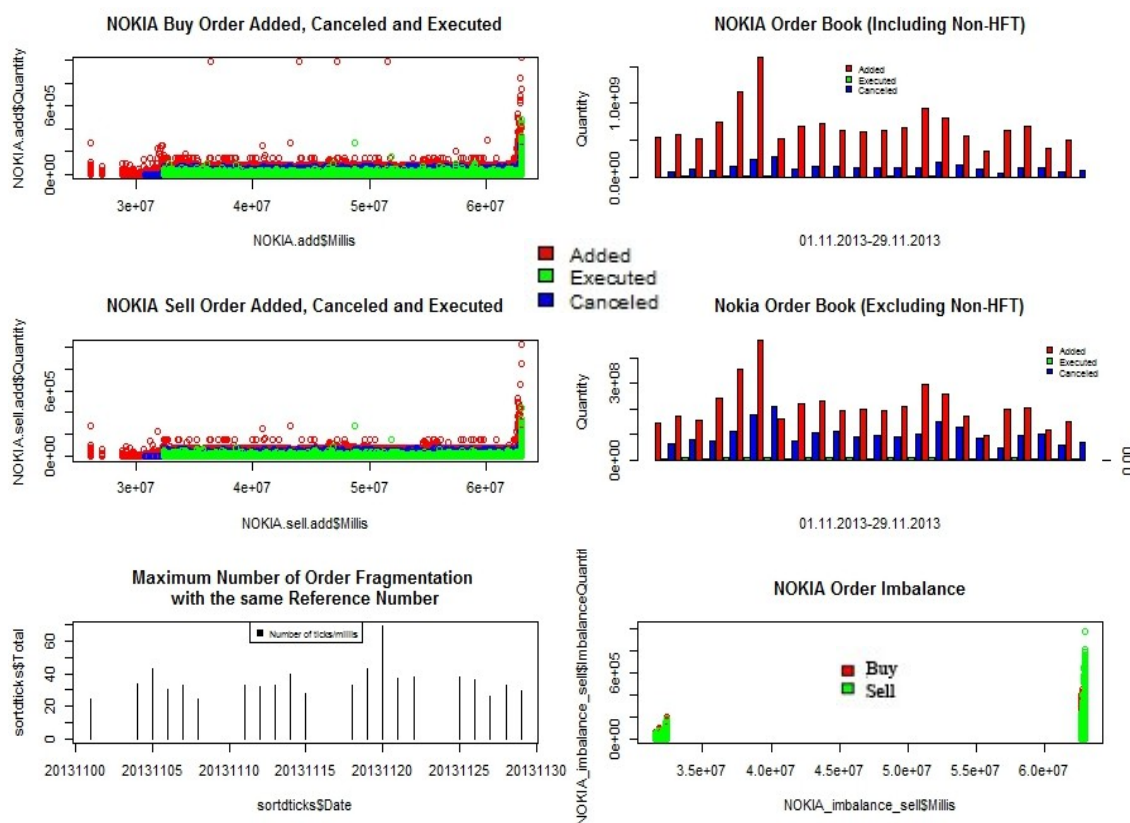 NOKIA Buy Order Added, Canceled and Executed
NOKIA.add$Quantity
0e+00
6e+05
3e+07
4e+07
5e+07
6e+07
NOKIA.add$Millis
NOKIA Order Book (Including Non-HFT)
Quantity
0.0e+00
1.0e+09
Added
Executed
Canceled
01.11.2013-29.11.2013
Added
Executed
Canceled
NOKIA Sell Order Added, Canceled and Executed
NOKIA.sell.add$Quantity
0e+00
6e+05
3e+07
4e+07
5e+07
6e+07
NOKIA.sell.add$Millis
Nokia Order Book (Excluding Non-HFT)
Quantity
0e+00
3e+08
Added
Executed
Canceled
0.00
01.11.2013-29.11.2013
Maximum Number of Order Fragmentation
with the same Reference Number
sortdticks$Total
0
20
40
60
Number of ticks/millis
20131100
20131105
20131110
20131115
20131120
20131125
20131130
sortdticks$Date
NOKIA Order Imbalance
NOKIA_imbalance_sell$ImbalanceQuantit
0e+00
6e+05
Buy
Sell
3.5e+07
4.0e+07
4.5e+07
5.0e+07
5.5e+07
6.0e+07
NOKIA_imbalance_sell$Millis